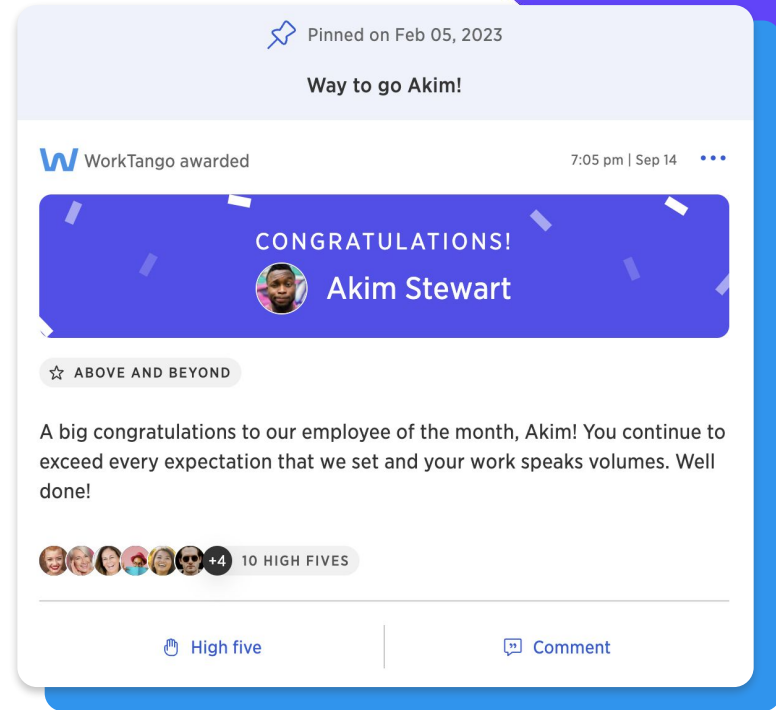 Pinned on Feb 05, 2023
Way to go Akim!
W WorkTango awarded
7:05 pm | Sep 14
CONGRATULATIONS!
Akim Stewart
ABOVE AND BEYOND
A big congratulations to our employee of the month, Akim! You continue to
exceed every expectation that we set and your work speaks volumes. Well
done!
+4 10 HIGH FIVES
High five
Comment